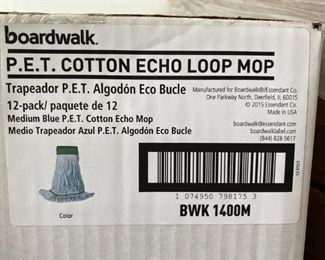 boardwalk.
P.E.T. COTTON ECHO LOOP MOP
Trapeador P.E.T. Algodón Eco Bucle
12-pack/ paquete de 12
Medium Blue P.E.T. Cotton Echo Mop
Medio Trapeador Azul P.E.T. Algodón Eco Bucle
Manufactured for Boardwalk®/Essendant Co.
One Parkway North, Deerfield, IL 60015
© 2015 Essendant Co.
Made in USA
boardwalk@essendant.com
boardwalklabel.com
(844) 828-5617
Color
1 0749507 98175 3
BWK 1400M